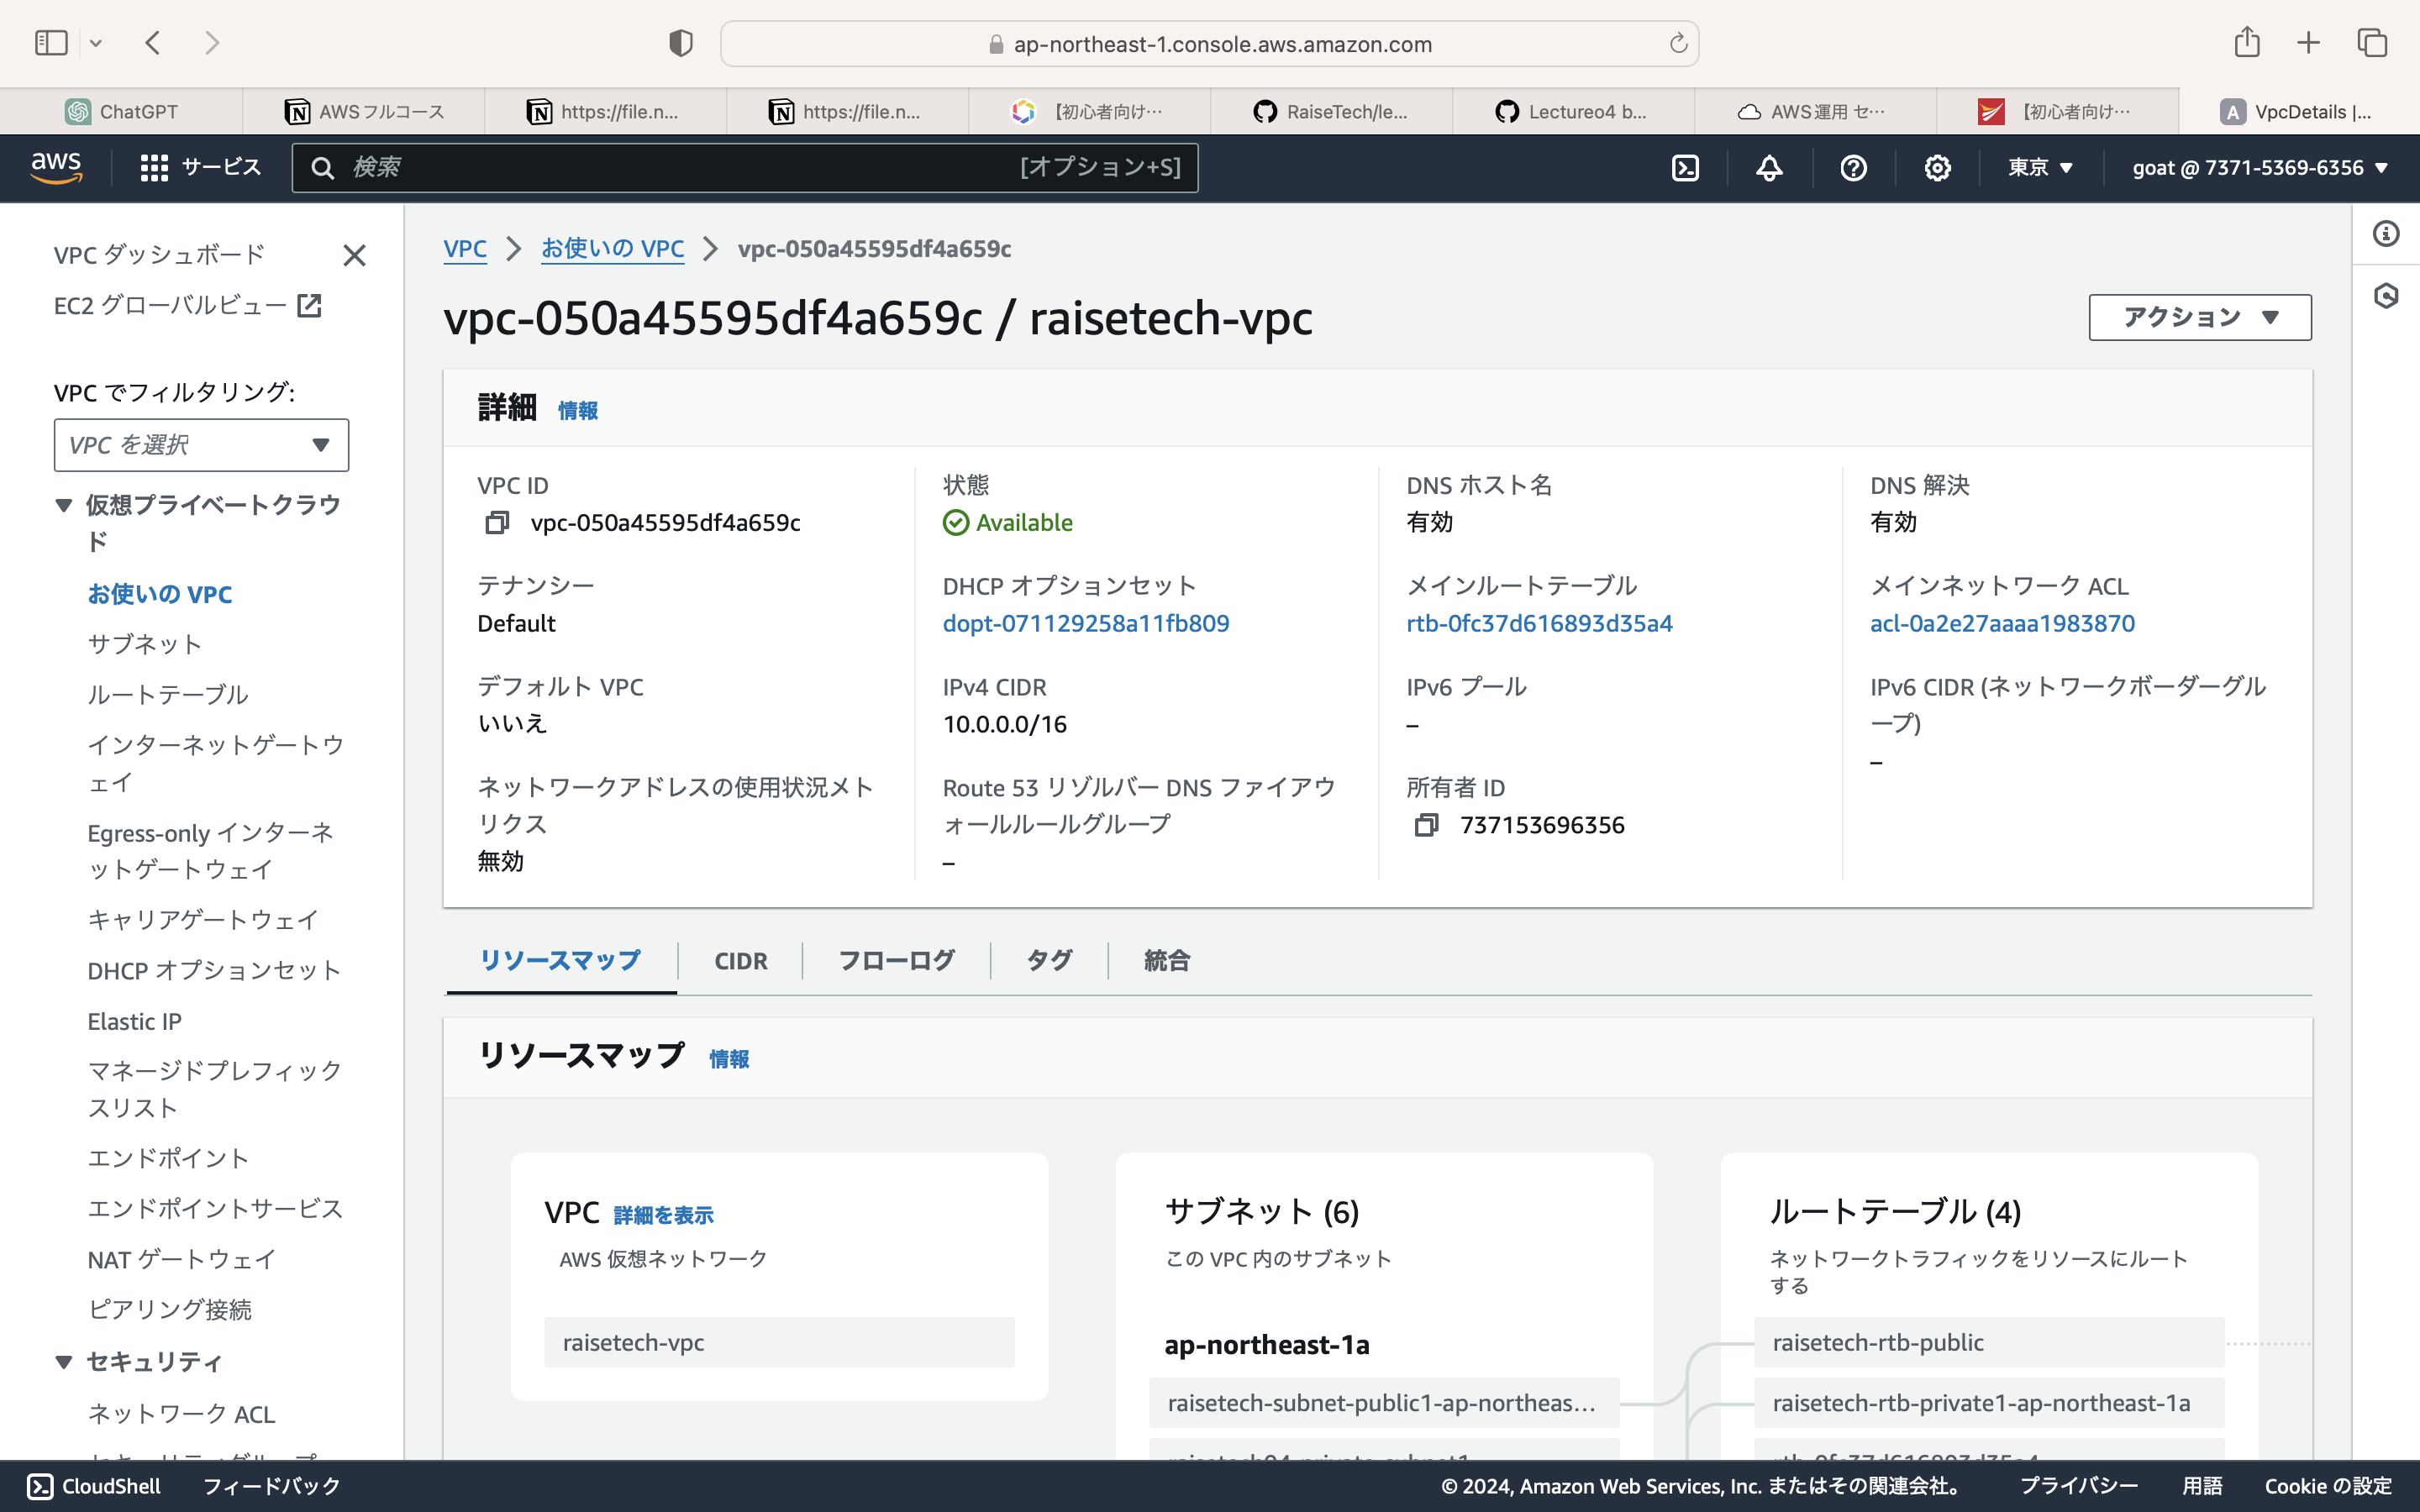 ap-northeast-1.console.aws.amazon.com
ChatGPT
AWSフルコース
https://file.n...
https://file.n...
【初心者向け…
RaiseTech/le...
Lectureo4 b...
AWS運用 セ…
【初心者向け…
VpcDetails |...
aws
サービス
検索
[オプション+S]
東京
goat @ 7371-5369-6356
VPC ダッシュボード
EC2 グローバルビュー
VPC でフィルタリング:
VPC を選択
仮想プライベートクラウ
ド
お使いの VPC
サブネット
ルートテーブル
インターネットゲートウ
ェイ
Egress-only インターネ
ットゲートウェイ
キャリアゲートウェイ
DHCP オプションセット
Elastic IP
マネージドプレフィック
スリスト
エンドポイント
エンドポイントサービス
NAT ゲートウェイ
ピアリング接続
セキュリティ
ネットワーク ACL
セキュリティグループ
VPC
お使いの VPC
vpc-050a45595df4a659c
vpc-050a45595df4a659c / raisetech-vpc
アクション
詳細
情報
VPC ID
vpc-050a45595df4a659c
状態
Available
DNS ホスト名
有効
DNS 解決
有効
テナンシー
Default
DHCP オプションセット
dopt-071129258a11fb809
メインルートテーブル
rtb-0fc37d616893d35a4
メインネットワーク ACL
acl-0a2e27aaaa1983870
デフォルト VPC
いいえ
IPv4 CIDR
10.0.0.0/16
IPv6 プール
–
IPv6 CIDR (ネットワークボーダーグル
ープ)
–
ネットワークアドレスの使用状況メト
リクス
無効
Route 53 リゾルバー DNS ファイアウ
ォールルールグループ
–
所有者 ID
737153696356
リソースマップ
CIDR
フローログ
タグ
統合
リソースマップ
情報
VPC
詳細を表示
AWS 仮想ネットワーク
raisetech-vpc
サブネット (6)
この VPC 内のサブネット
ap-northeast-1a
raisetech-subnet-public1-ap-northeas...
raisetech04-private-subnet1
ルートテーブル (4)
ネットワークトラフィックをリソースにルート
する
raisetech-rtb-public
raisetech-rtb-private1-ap-northeast-1a
rtb-0fc37d616893d35a4
CloudShell
フィードバック
© 2024, Amazon Web Services, Inc. またはその関連会社。
プライバシー
用語
Cookie の設定